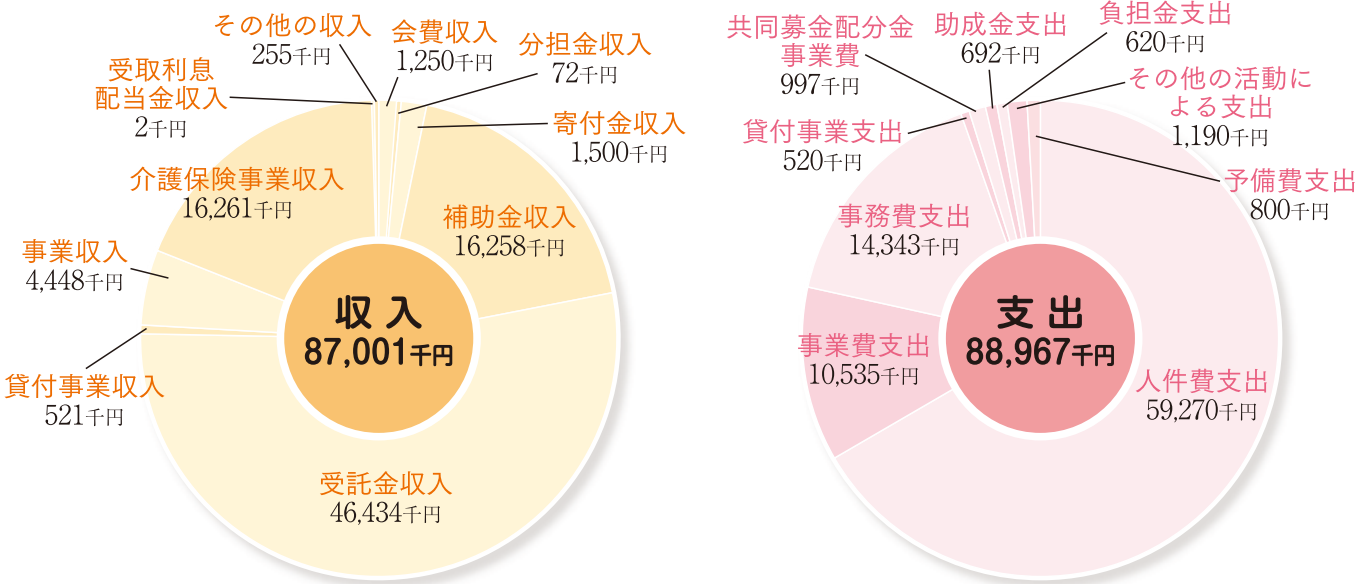 その他の収入
255千円
会費収入
1,250千円
分担金収入
72千円
寄付金収入
1,500千円
補助金収入
16,258千円
受取利息
配当金収入
2千円
介護保険事業収入
16,261千円
事業収入
4,448千円
貸付事業収入
521千円
受託金収入
46,434千円
収入
87,001千円
共同募金配分金
事業費
997千円
助成金支出
692千円
負担金支出
620千円
その他の活動に
よる支出
1,190千円
予備費支出
800千円
貸付事業支出
520千円
事務費支出
14,343千円
事業費支出
10,535千円
人件費支出
59,270千円
支出
88,967千円